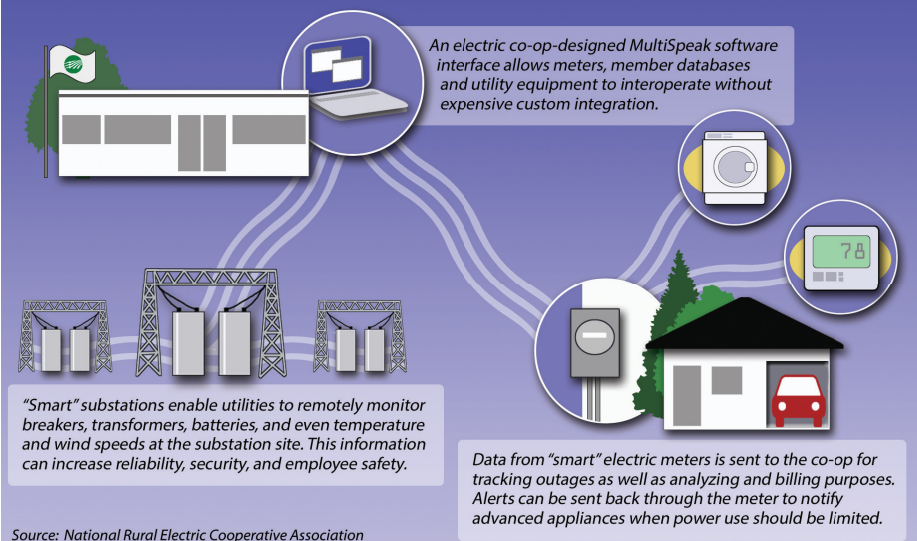 An electric co-op-designed MultiSpeak software
interface allows meters, member databases
and utility equipment to interoperate without
expensive custom integration.
78
“Smart” substations enable utilities to remotely monitor
breakers, transformers, batteries, and even temperature
and wind speeds at the substation site. This information
can increase reliability, security, and employee safety.
Data from “smart” electric meters is sent to the co-op for
tracking outages as well as analyzing and billing purposes.
Alerts can be sent back through the meter to notify
advanced appliances when power use should be limited.
Source: National Rural Electric Cooperative Association